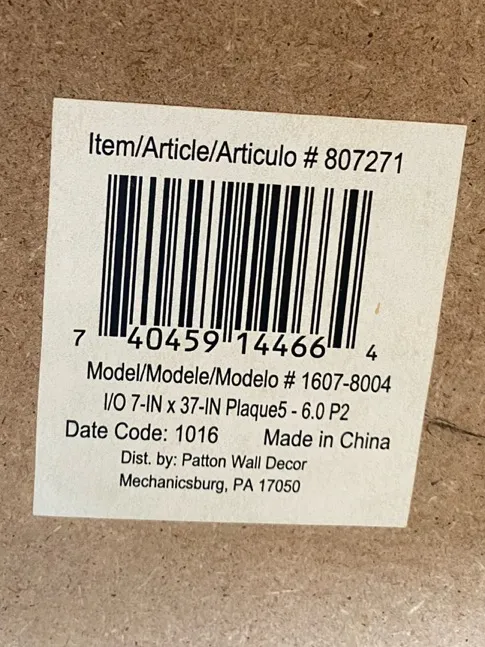 Item/Article/Articulo # 807271
7 40459 14466 4
Model/Modele/Modelo # 1607-8004
I/O 7-IN x 37-IN Plaque5 - 6.0 P2
Date Code: 1016 Made in China
Dist. by: Patton Wall Decor
Mechanicsburg, PA 17050